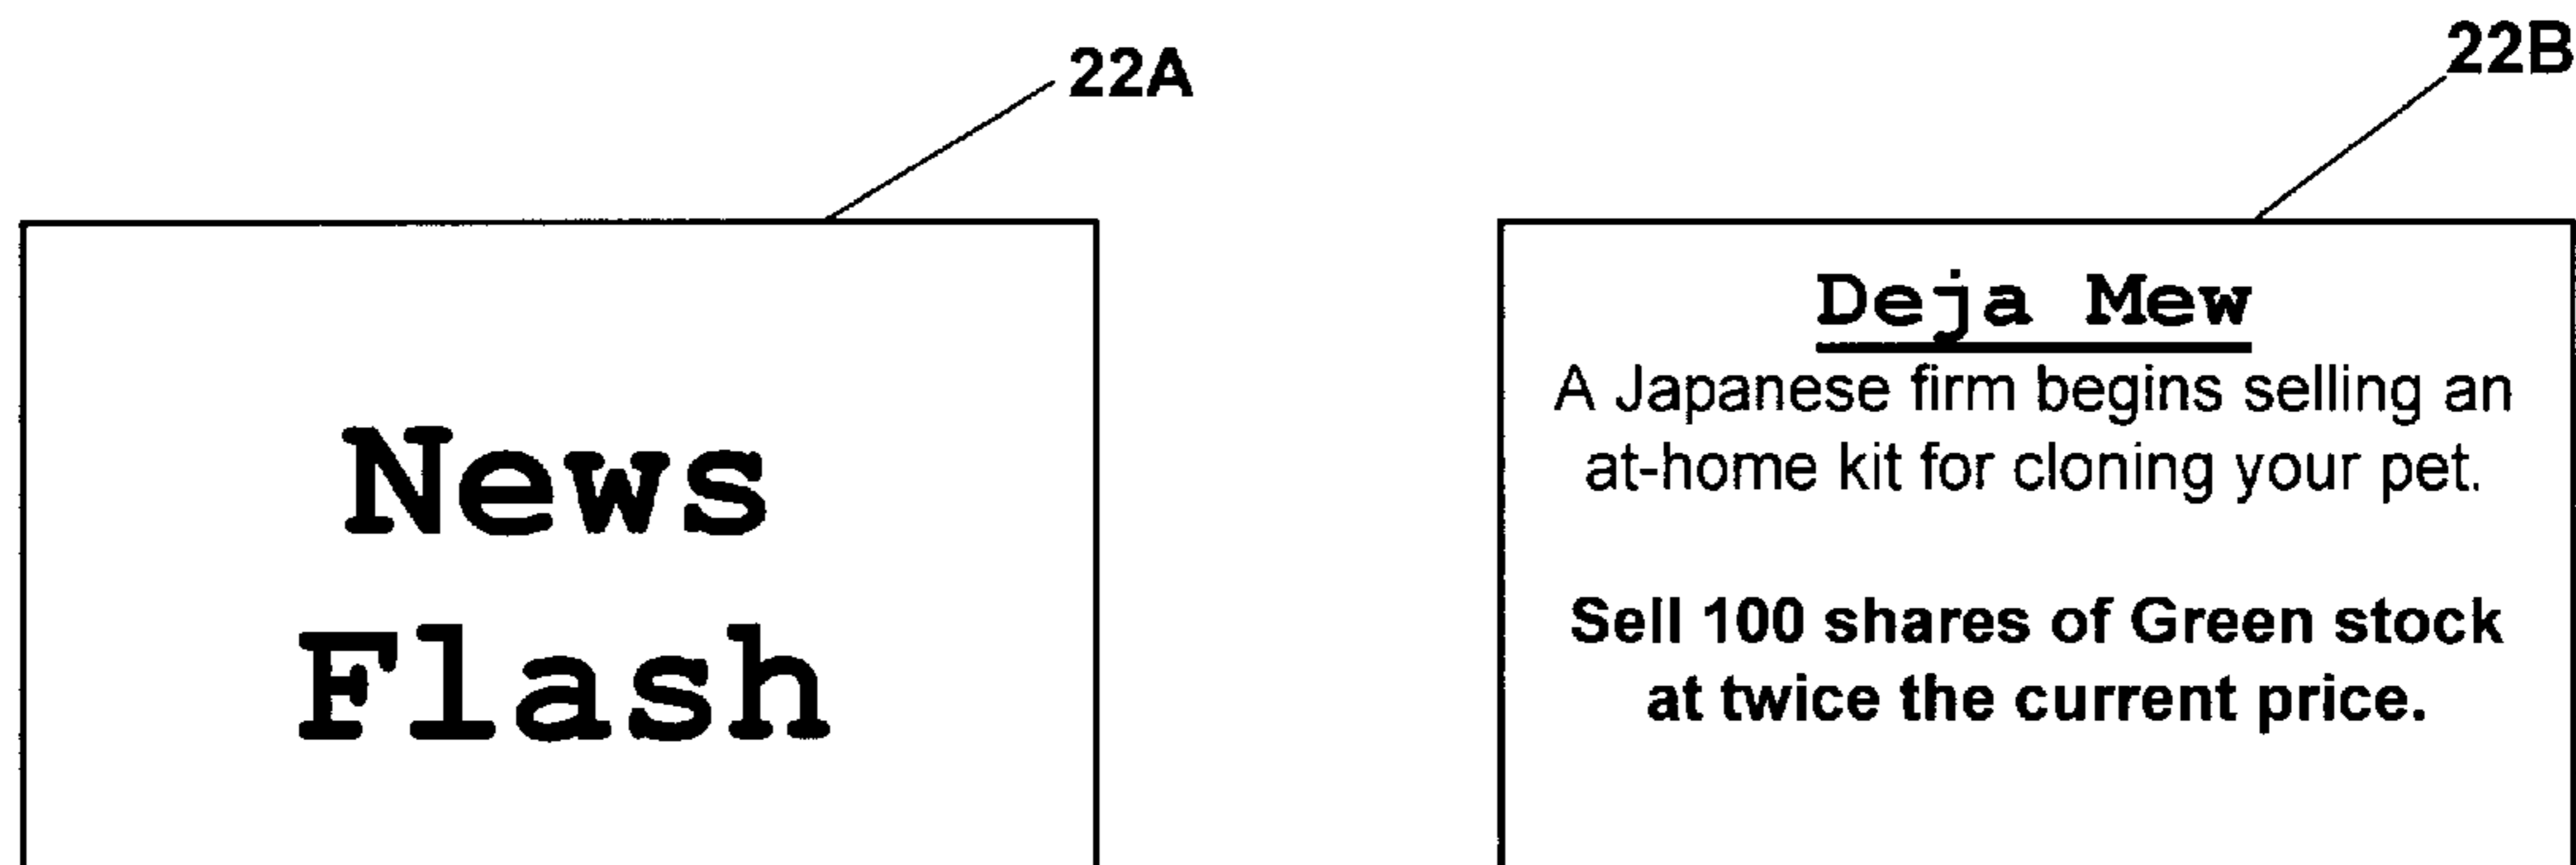 22A
22B
News
Flash
Deja Mew
A Japanese firm begins selling an
at-home kit for cloning your pet.
Sell 100 shares of Green stock
at twice the current price.